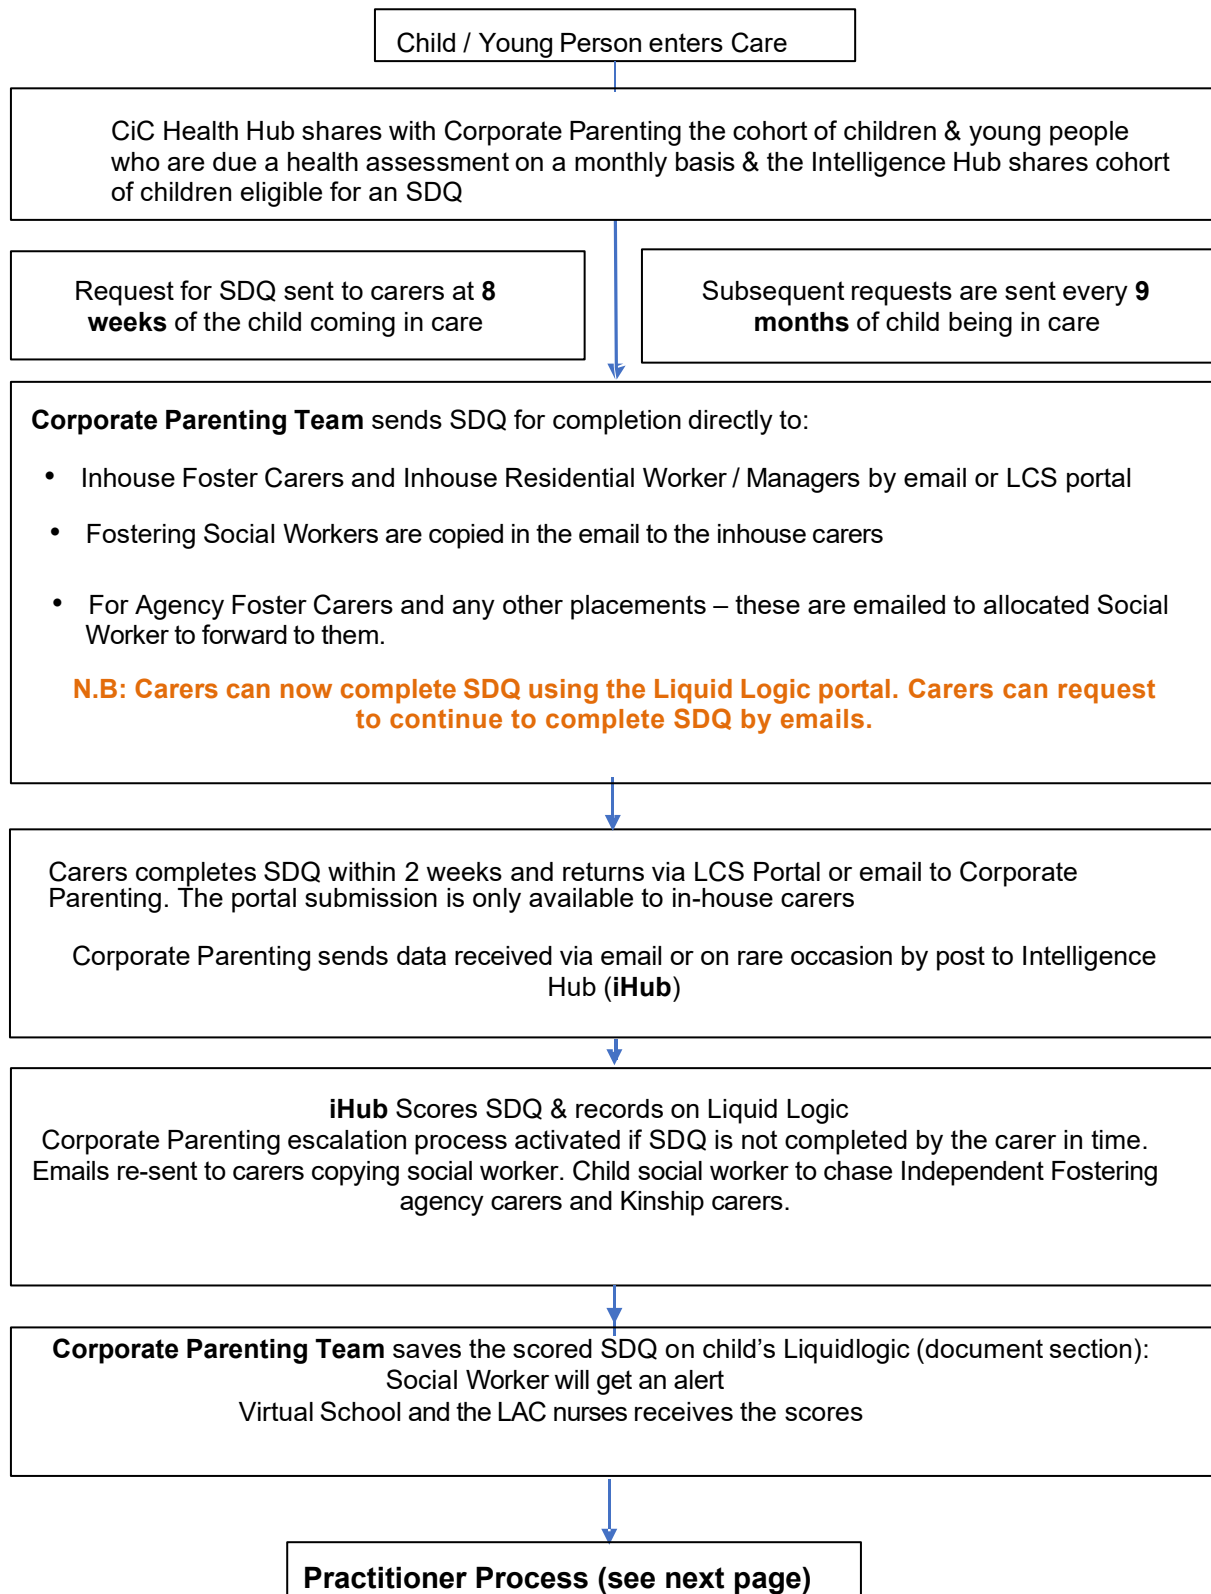 Child / Young Person enters Care
CiC Health Hub shares with Corporate Parenting the cohort of children & young people
who are due a health assessment on a monthly basis & the Intelligence Hub shares cohort
of children eligible for an SDQ
Request for SDQ sent to carers at 8
weeks of the child coming in care
Subsequent requests are sent every 9
months of child being in care
Corporate Parenting Team sends SDQ for completion directly to:
• Inhouse Foster Carers and Inhouse Residential Worker / Managers by email or LCS portal
• Fostering Social Workers are copied in the email to the inhouse carers
• For Agency Foster Carers and any other placements – these are emailed to allocated Social
Worker to forward to them.
N.B: Carers can now complete SDQ using the Liquid Logic portal. Carers can request
to continue to complete SDQ by emails.
Carers completes SDQ within 2 weeks and returns via LCS Portal or email to Corporate
Parenting. The portal submission is only available to in-house carers
Corporate Parenting sends data received via email or on rare occasion by post to Intelligence
Hub (iHub)
iHub Scores SDQ & records on Liquid Logic
Corporate Parenting escalation process activated if SDQ is not completed by the carer in time.
Emails re-sent to carers copying social worker. Child social worker to chase Independent Fostering
agency carers and Kinship carers.
Corporate Parenting Team saves the scored SDQ on child's Liquidlogic (document section):
Social Worker will get an alert
Virtual School and the LAC nurses receives the scores
Practitioner Process (see next page)